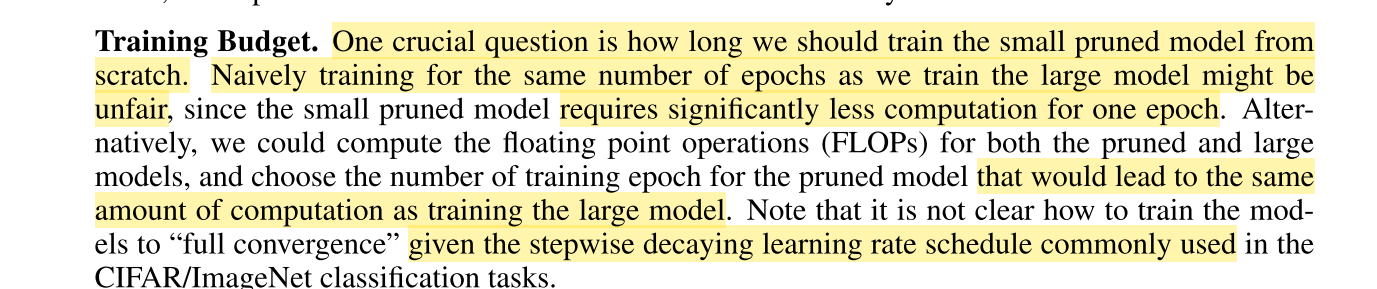 Training Budget. One crucial question is how long we should train the small pruned model from
scratch. Naively training for the same number of epochs as we train the large model might be
unfair, since the small pruned model requires significantly less computation for one epoch. Alter-
natively, we could compute the floating point operations (FLOPs) for both the pruned and large
models, and choose the number of training epoch for the pruned model that would lead to the same
amount of computation as training the large model. Note that it is not clear how to train the mod-
els to “full convergence” given the stepwise decaying learning rate schedule commonly used in the
CIFAR/ImageNet classification tasks.